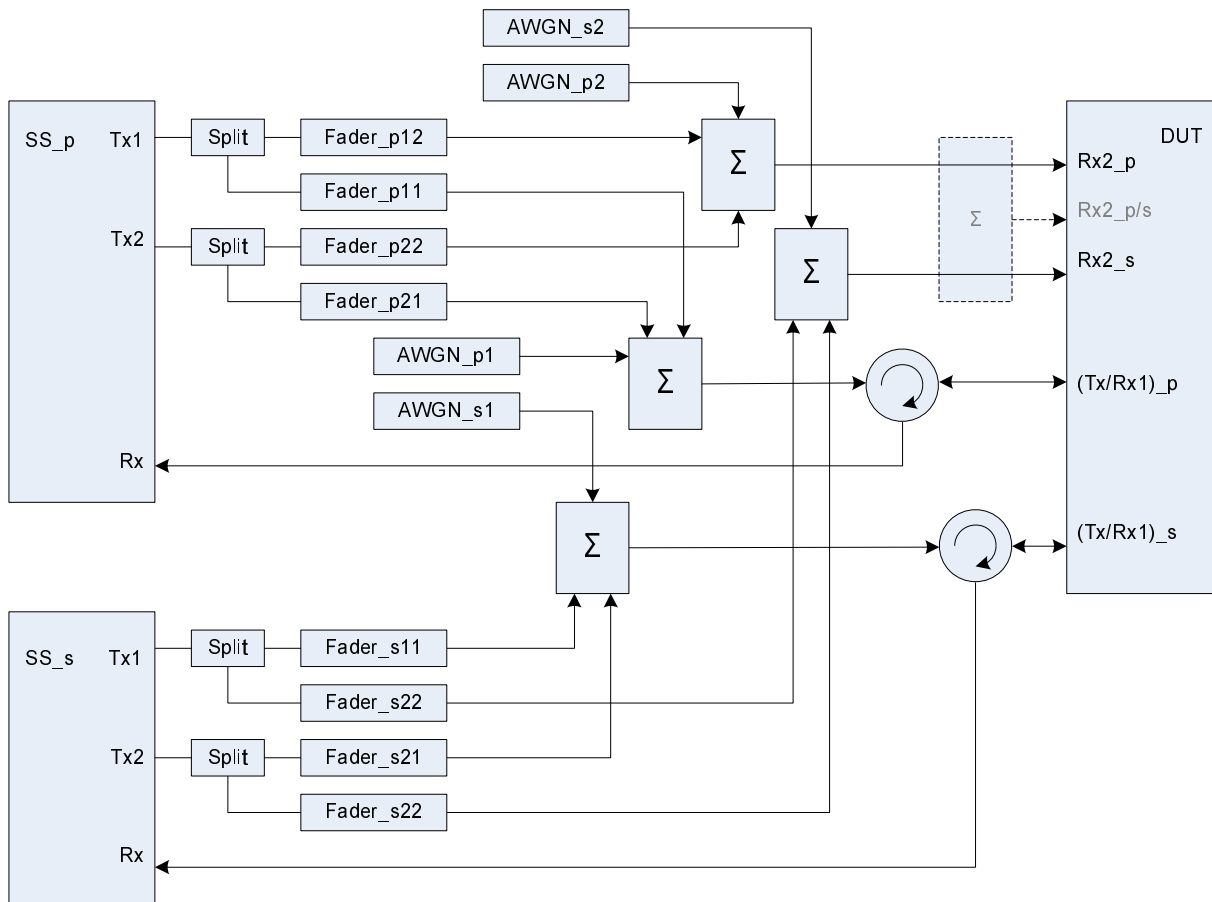 AWGN_s2
AWGN_p2
SS_p
Tx1
Split
Fader_p12
Σ
DUT
Rx2_p
Fader_p11
Rx2_p/s
Σ
Tx2
Split
Fader_p22
Σ
Rx2_s
Fader_p21
AWGN_p1
Σ
(Tx/Rx1)_p
AWGN_s1
Rx
Σ
(Tx/Rx1)_s
SS_s
Tx1
Split
Fader_s11
Fader_s22
Tx2
Split
Fader_s21
Fader_s22
Rx